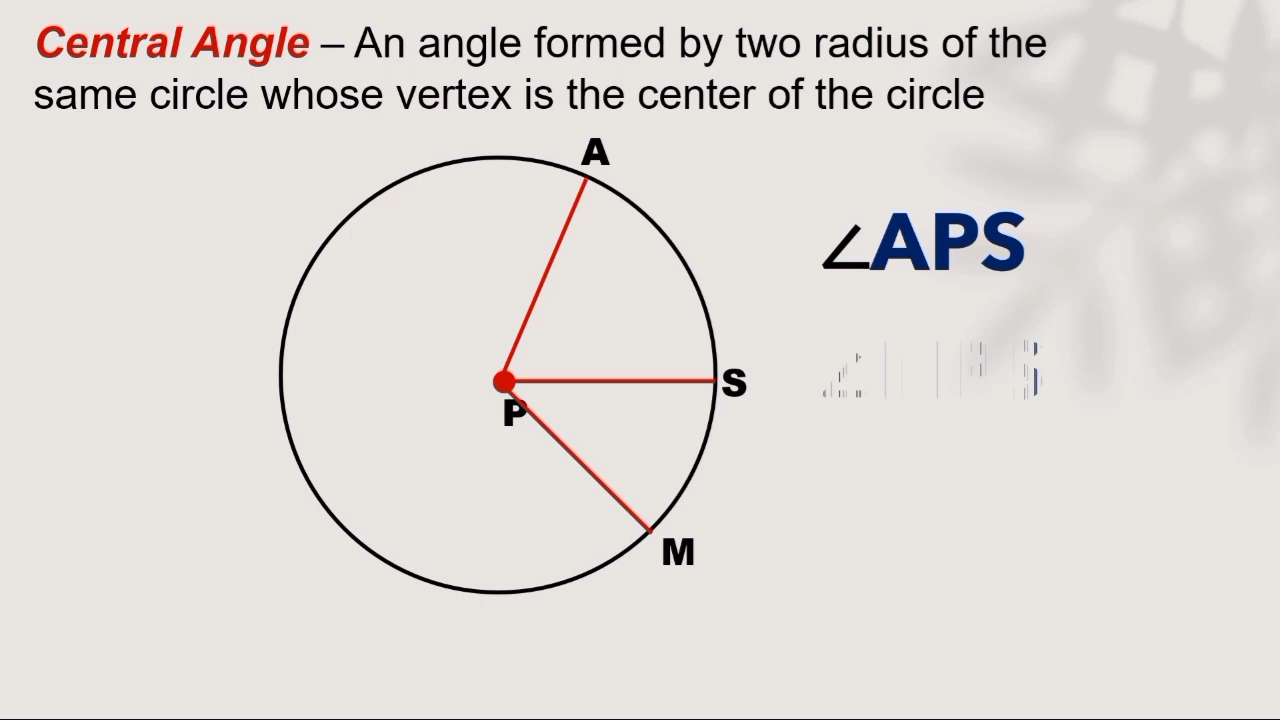 Central Angle – An angle formed by two radius of the
same circle whose vertex is the center of the circle
A
∠APS
S
P
M